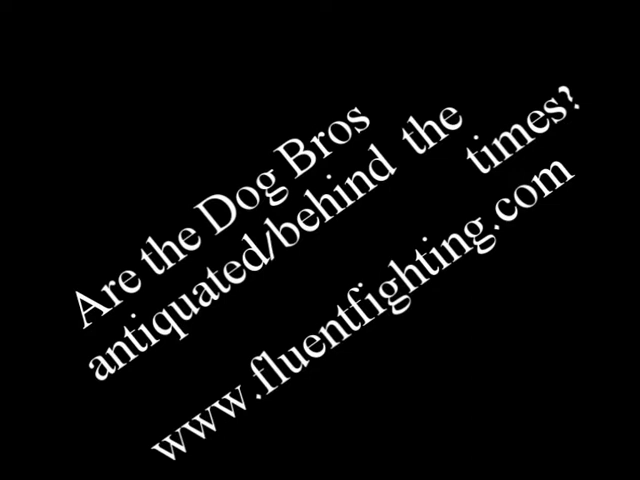 Are the Dog Bros
antiquated/behind the
times?
www.fluentfighting.com